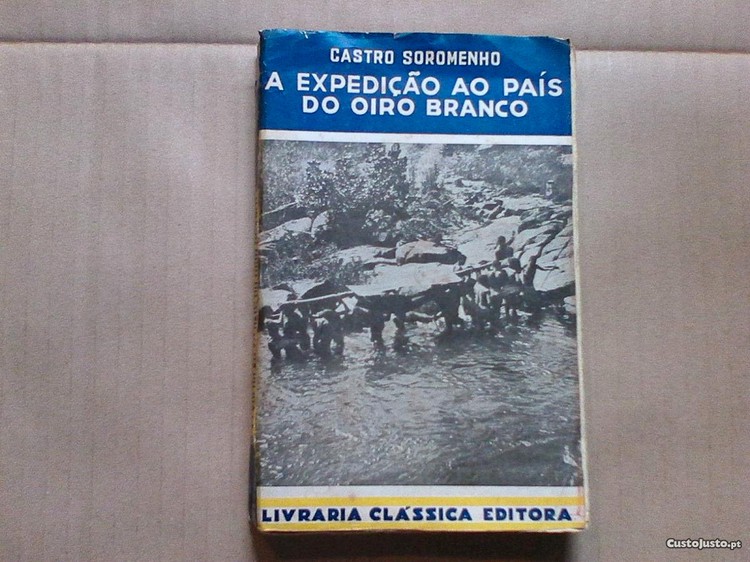 CASTRO SOROMENHO
A EXPEDIÇÃO AO PAÍS
DO OIRO BRANCO
LIVRARIA CLÁSSICA EDITORA
CustoJusto.pt